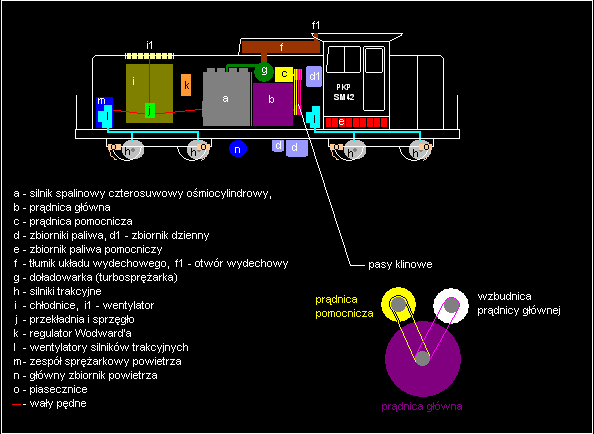 f1
i1
f
i
g
c
d1
k
a
b
PKP
SM42
m
l
j
l
e
h
o
h
o
n
d
d
o
h
h
o
a - silnik spalinowy czterosuwowy ośmiocylindrowy,
b - prądnica główna
c - prądnica pomocnicza
d - zbiorniki paliwa, d1 - zbiornik dzienny
e - zbiornik paliwa pomocniczy
f - tłumik układu wydechowego, f1 - otwór wydechowy
g - doładowarka (turbosprężarka)
h - silniki trakcyjne
i - chłodnice, i1 - wentylator
j - przekładnia i sprzęgło
k - regulator Wodward'a
l - wentylatory silników trakcyjnych
m- zespół sprężarkowy powietrza
n - główny zbiornik powietrza
o - piasecznice
- wały pędne
pasy klinowe
prądnica
pomocnicza
wzbudnica
prądnicy głównej
prądnica główna